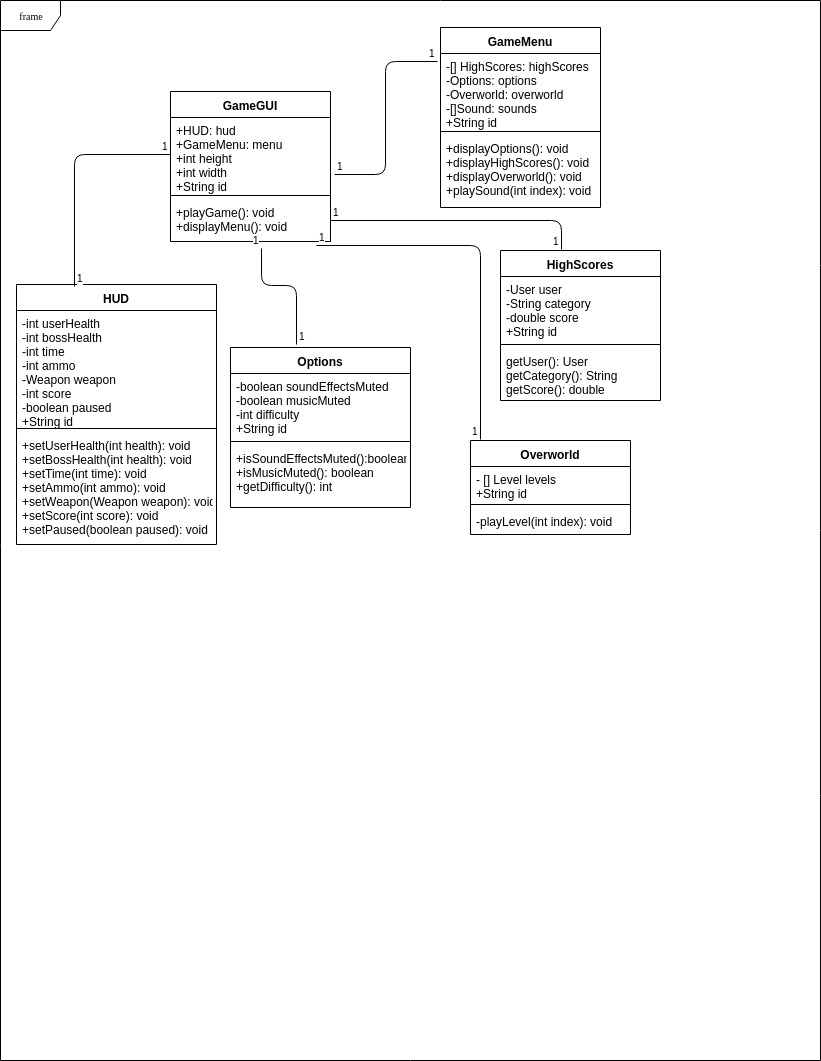 frame
GameMenu
-[] HighScores: highScores
-Options: options
-Overworld: overworld
-[]Sound: sounds
+String id
+displayOptions(): void
+displayHighScores(): void
+displayOverworld(): void
+playSound(int index): void
1
GameGUI
+HUD: hud
+GameMenu: menu
+int height
+int width
+String id
+playGame(): void
+displayMenu(): void
1
1
1
1
1
1
HighScores
-User user
-String category
-double score
+String id
getUser(): User
getCategory(): String
getScore(): double
1
HUD
-int userHealth
-int bossHealth
-int time
-int ammo
-Weapon weapon
-int score
-boolean paused
+String id
+setUserHealth(int health): void
+setBossHealth(int health): void
+setTime(int time): void
+setAmmo(int ammo): void
+setWeapon(Weapon weapon): void
+setScore(int score): void
+setPaused(boolean paused): void
1
Options
-boolean soundEffectsMuted
-boolean musicMuted
-int difficulty
+String id
+isSoundEffectsMuted():boolean
+isMusicMuted(): boolean
+getDifficulty(): int
1
Overworld
- [] Level levels
+String id
-playLevel(int index): void